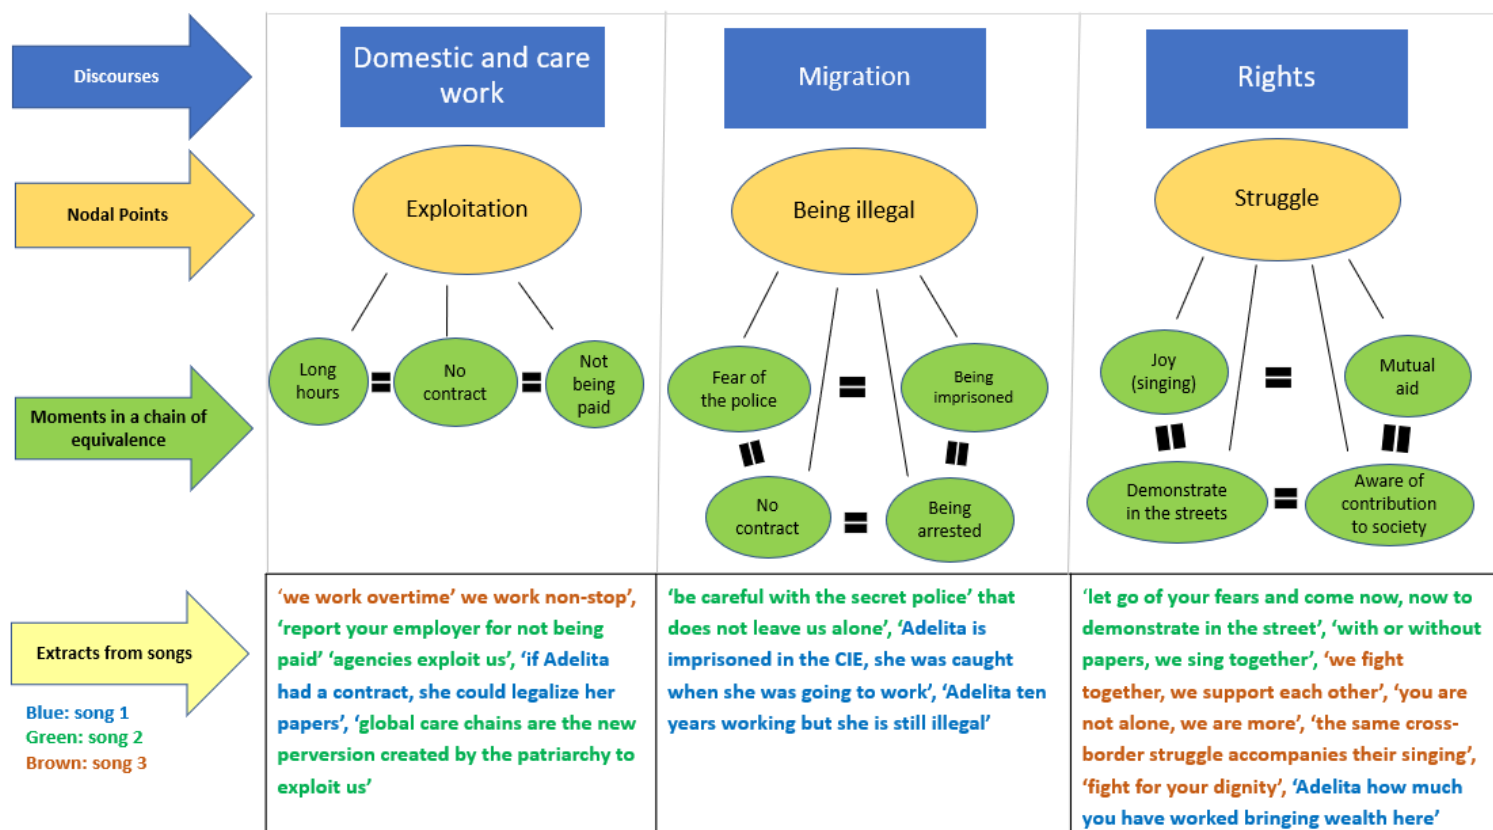 Discourses
Domestic and care
work
Migration
Rights
Nodal Points
Exploitation
Being illegal
Struggle
Moments in a chain of
equivalence
Long
hours
=
No
contract
=
Not
being
paid
Fear of
the police
=
Being
imprisoned
=
=
No
contract
=
Being
arrested
Joy
(singing)
=
Mutual
aid
=
=
Demonstrate
in the streets
=
Aware of
contribution
to society
Extracts from songs
Blue: song 1
Green: song 2
Brown: song 3
‘we work overtime’ we work non-stop’,
‘report your employer for not being
paid’ ‘agencies exploit us’, ‘if Adelita
had a contract, she could legalize her
papers’, ‘global care chains are the new
perversion created by the patriarchy to
exploit us’
‘be careful with the secret police’ that
does not leave us alone’, ‘Adelita is
imprisoned in the CIE, she was caught
when she was going to work’, ‘Adelita ten
years working but she is still illegal’
‘let go of your fears and come now, now to
demonstrate in the street’, ‘with or without
papers, we sing together’, ‘we fight
together, we support each other’, ‘you are
not alone, we are more’, ‘the same cross-
border struggle accompanies their singing’,
‘fight for your dignity’, ‘Adelita how much
you have worked bringing wealth here’